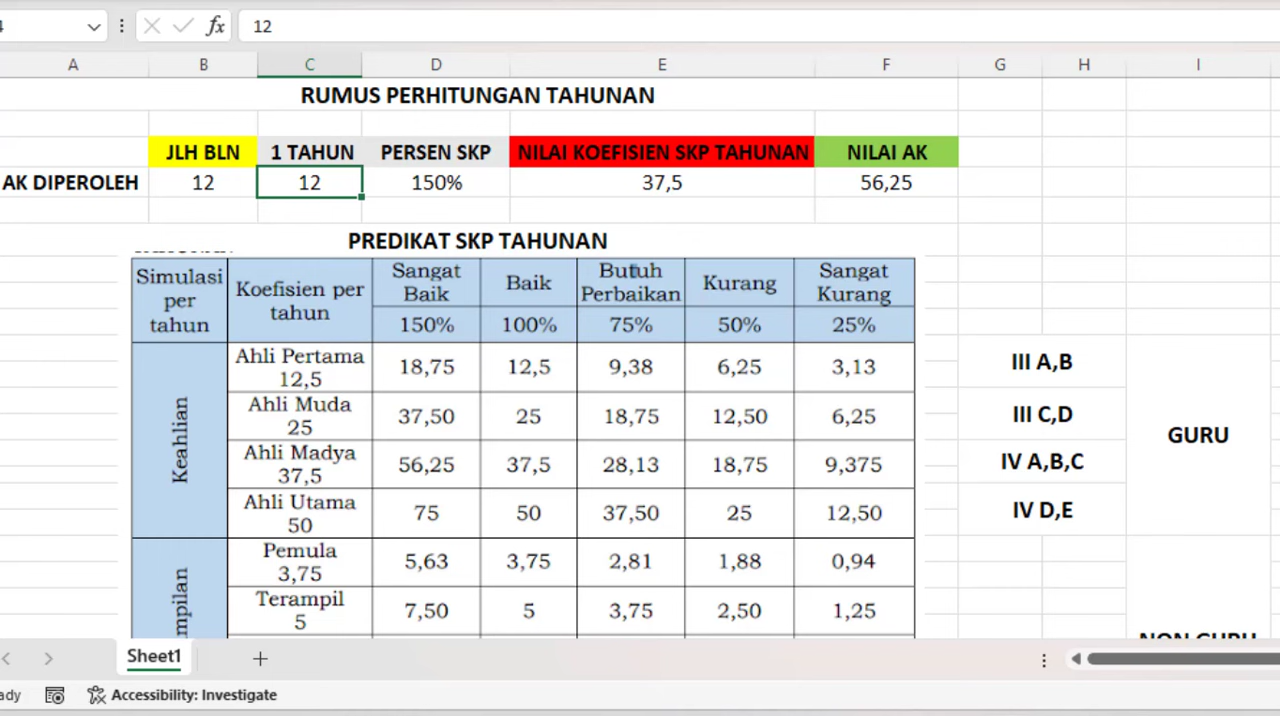 12
A B C D E F G H I
RUMUS PERHITUNGAN TAHUNAN
JLH BLN 1 TAHUN PERSEN SKP NILAI KOEFISIEN SKP TAHUNAN NILAI AK
AK DIPEROLEH 12 12 150% 37,5 56,25
PREDIKAT SKP TAHUNAN
Simulasi per tahun Koefisien per tahun Sangat Baik Baik Butuh Perbaikan Kurang Sangat Kurang
150% 100% 75% 50% 25%
Keahlian
Ahli Pertama 12,5 18,75 12,5 9,38 6,25 3,13 III A,B
Ahli Muda 25 37,50 25 18,75 12,50 6,25 III C,D
GURU
Ahli Madya 37,5 56,25 37,5 28,13 18,75 9,375 IV A,B,C
Ahli Utama 50 75 50 37,50 25 12,50 IV D,E
Pemula 3,75 5,63 3,75 2,81 1,88 0,94
Terampil 5 7,50 5 3,75 2,50 1,25
NON GURU
Sheet1
Accessibility: Investigate